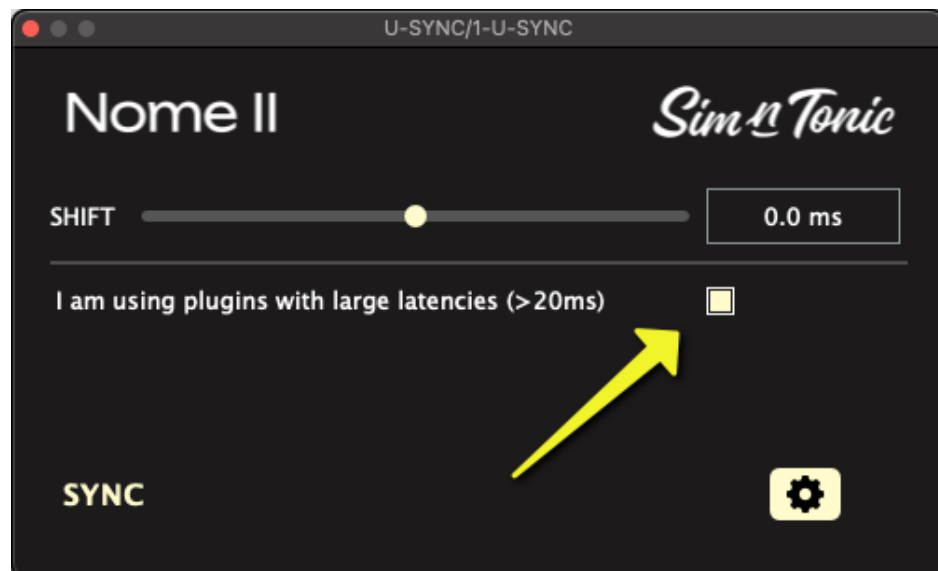 U-SYNC/1-U-SYNC
Nome II
Sim n Tonic
SHIFT
0.0 ms
I am using plugins with large latencies (>20ms)
SYNC